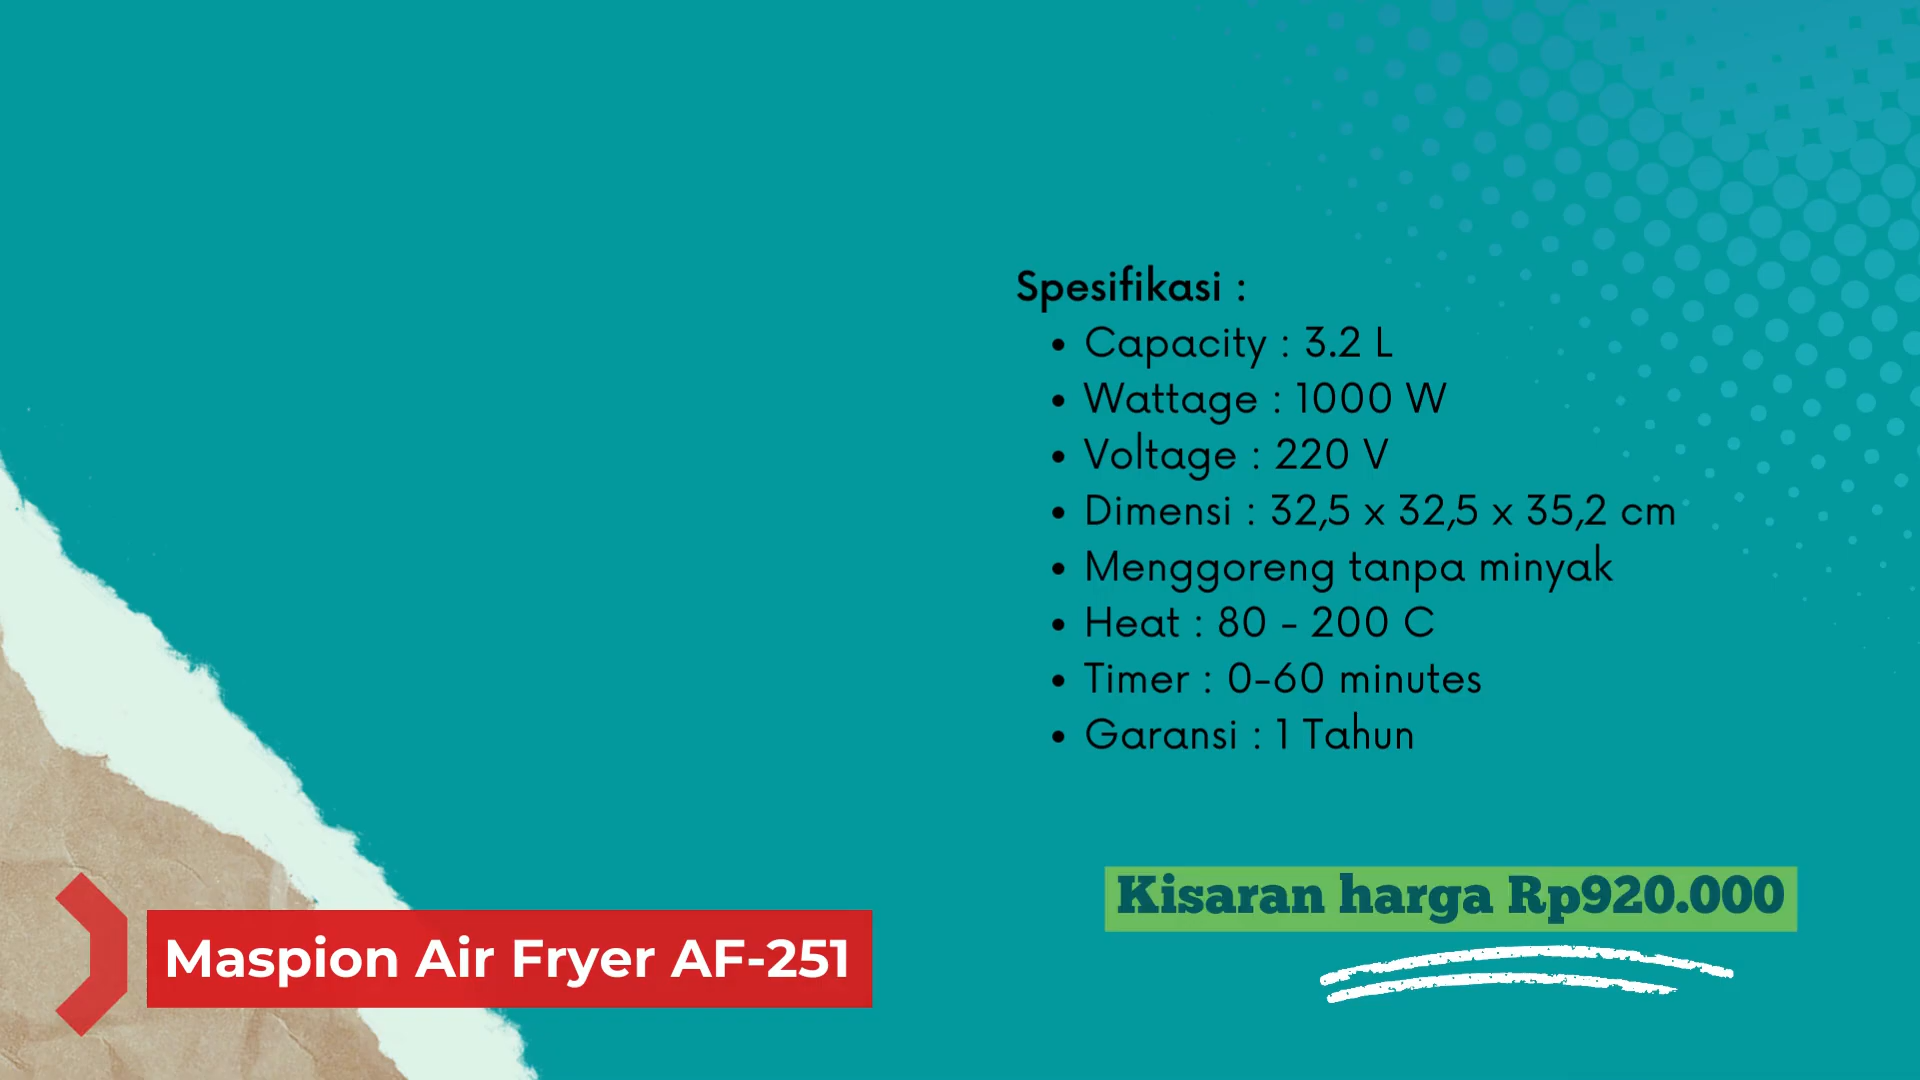 Spesifikasi :
• Capacity : 3.2 L
• Wattage : 1000 W
• Voltage : 220 V
• Dimensi : 32,5 x 32,5 x 35,2 cm
• Menggoreng tanpa minyak
• Heat : 80 - 200 C
• Timer : 0-60 minutes
• Garansi : 1 Tahun
Kisaran harga Rp920.000
Maspion Air Fryer AF-251